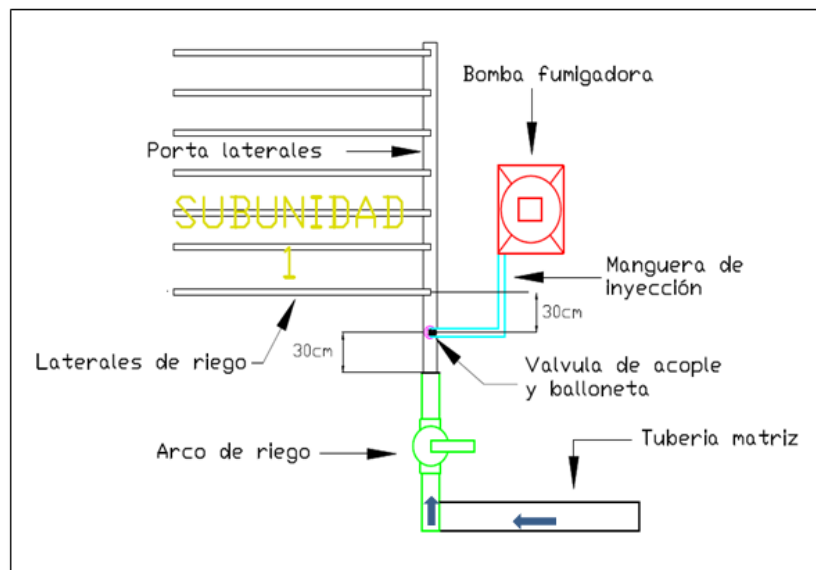 Bomba fumigadora
Porta laterales
SUBUNIDAD
1
Manguera de
inyección
30cm
30cm
Laterales de riego
Valvula de acople
y balloneta
Arco de riego
Tuberia matriz